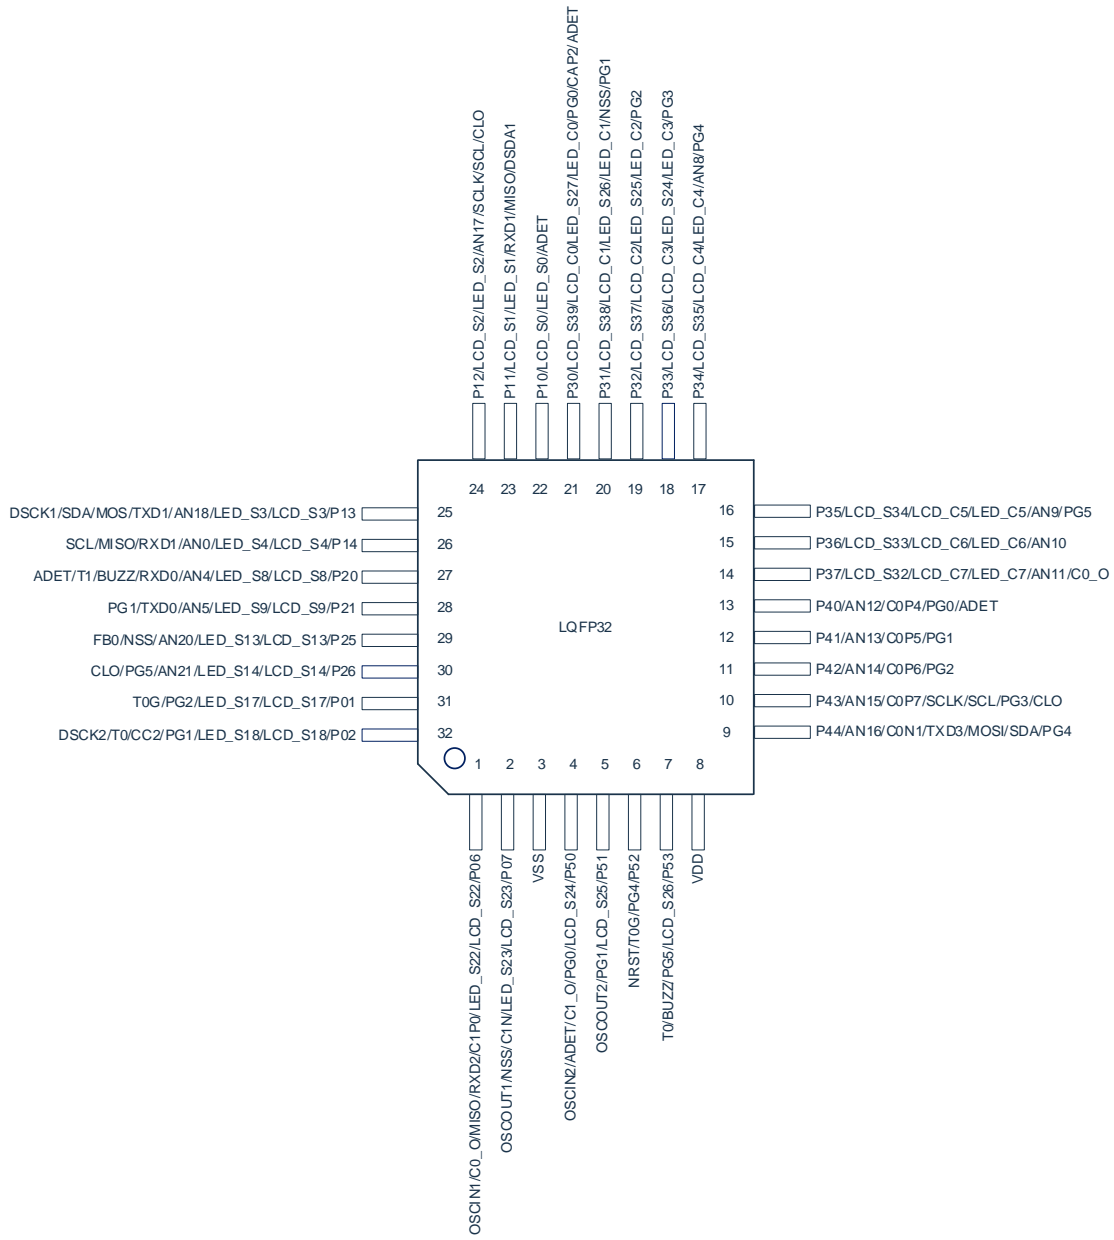 P12/LCD_S2/LED_S2/AN17/SCLK/SCL/CLO
P11/LCD_S1/LED_S1/RXD1/MISO/DSDA1
P10/LCD_S0/LED_S0/ADET
P30/LCD_S39/LCD_C0/LED_S27/LED_C0/PG0/CAP2/ADET
P31/LCD_S38/LCD_C1/LED_S26/LED_C1/NSS/PG1
P32/LCD_S37/LCD_C2/LED_S25/LED_C2/PG2
P33/LCD_S36/LCD_C3/LED_S24/LED_C3/PG3
P34/LCD_S35/LCD_C4/LED_C4/AN8/PG4
24 23 22 21 20 19 18 17
DSCK1/SDA/MOS/TXD1/AN18/LED_S3/LCD_S3/P13 25
SCL/MISO/RXD1/AN0/LED_S4/LCD_S4/P14 26
ADET/T1/BUZZ/RXD0/AN4/LED_S8/LCD_S8/P20 27
PG1/TXD0/AN5/LED_S9/LCD_S9/P21 28
FB0/NSS/AN20/LED_S13/LCD_S13/P25 29
CLO/PG5/AN21/LED_S14/LCD_S14/P26 30
T0G/PG2/LED_S17/LCD_S17/P01 31
DSCK2/T0/CC2/PG1/LED_S18/LCD_S18/P02 32
LQFP32
16 P35/LCD_S34/LCD_C5/LED_C5/AN9/PG5
15 P36/LCD_S33/LCD_C6/LED_C6/AN10
14 P37/LCD_S32/LCD_C7/LED_C7/AN11/C0_O
13 P40/AN12/C0P4/PG0/ADET
12 P41/AN13/C0P5/PG1
11 P42/AN14/C0P6/PG2
10 P43/AN15/C0P7/SCLK/SCL/PG3/CLO
9 P44/AN16/C0N1/TXD3/MOSI/SDA/PG4
1 2 3 4 5 6 7 8
OSCIN1/C0_O/MISO/RXD2/C1P0/LED_S22/LCD_S22/P06
OSCOUT1/NSS/C1N/LED_S23/LCD_S23/P07
VSS
OSCIN2/ADET/C1_O/PG0/LCD_S24/P50
OSCOUT2/PG1/LCD_S25/P51
NRST/T0G/PG4/P52
T0/BUZZ/PG5/LCD_S26/P53
VDD